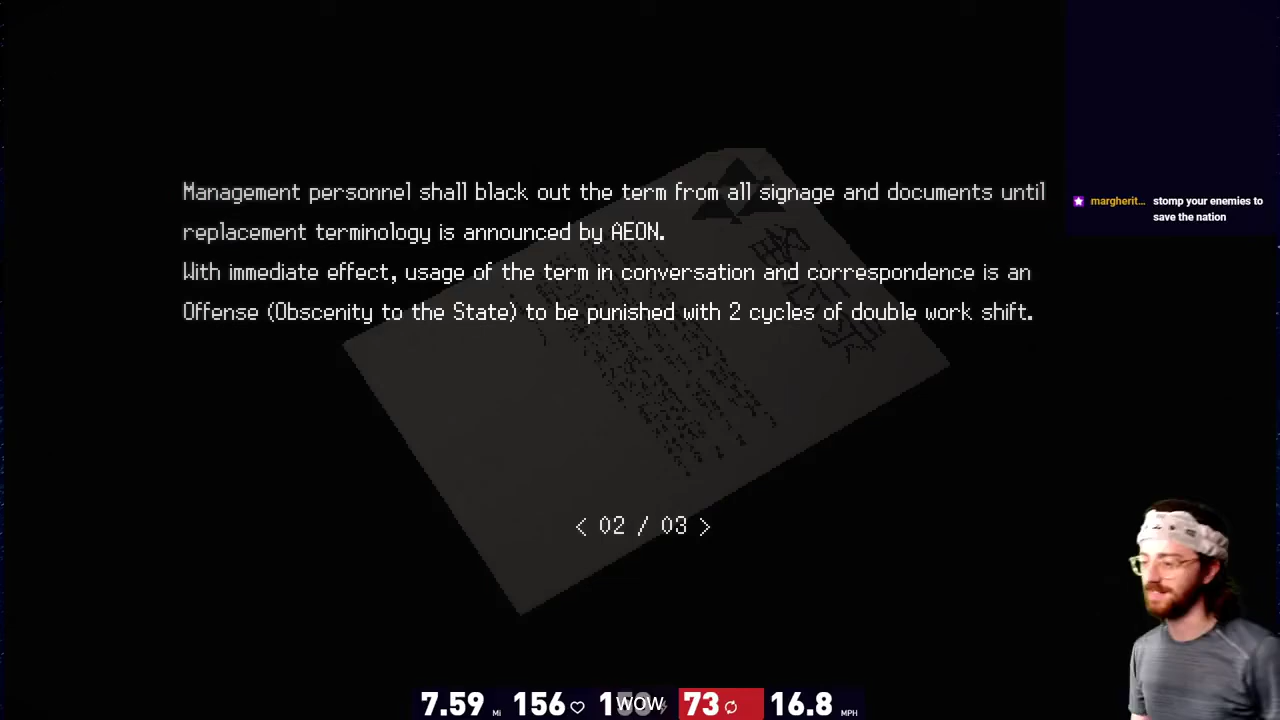 Management personnel shall black out the term from all signage and documents until
replacement terminology is announced by AEON.
With immediate effect, usage of the term in conversation and correspondence is an
Offense (Obscenity to the State) to be punished with 2 cycles of double work shift.
< 02 / 03 >
margherit... stomp your enemies to
save the nation
7.59 Mi 156 WOW 73 16.8 MPH